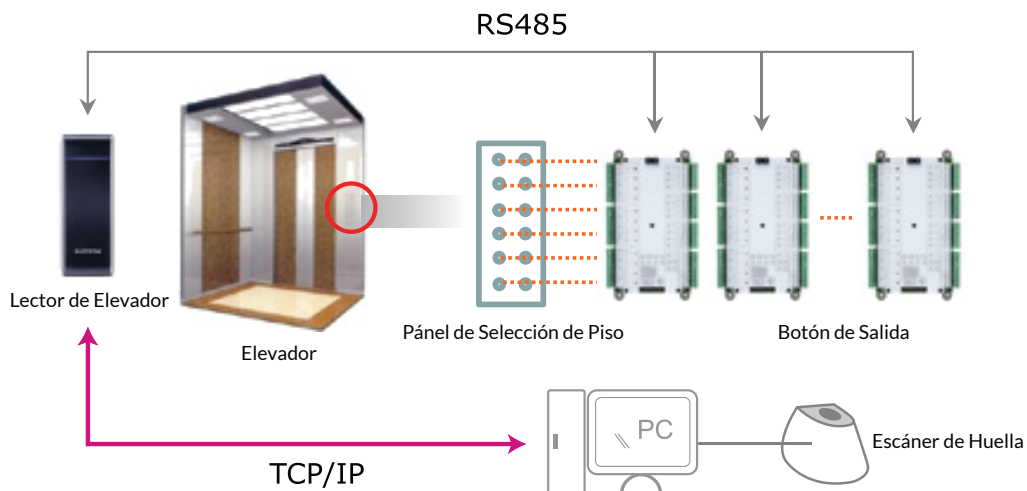 RS485
Lector de Elevador
Elevador
Pánel de Selección de Piso
Botón de Salida
PC
Escáner de Huella
TCP/IP